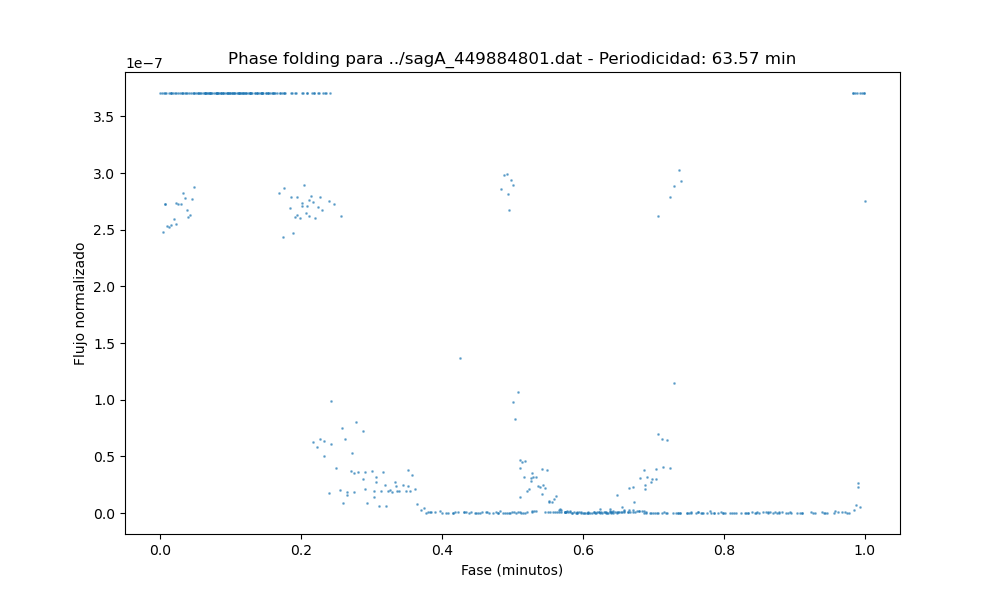 Phase folding para ../sagA_449884801.dat - Periodicidad: 63.57 min
1e−7
3.5
3.0
2.5
2.0
1.5
1.0
0.5
0.0
Flujo normalizado
0.0 0.2 0.4 0.6 0.8 1.0
Fase (minutos)